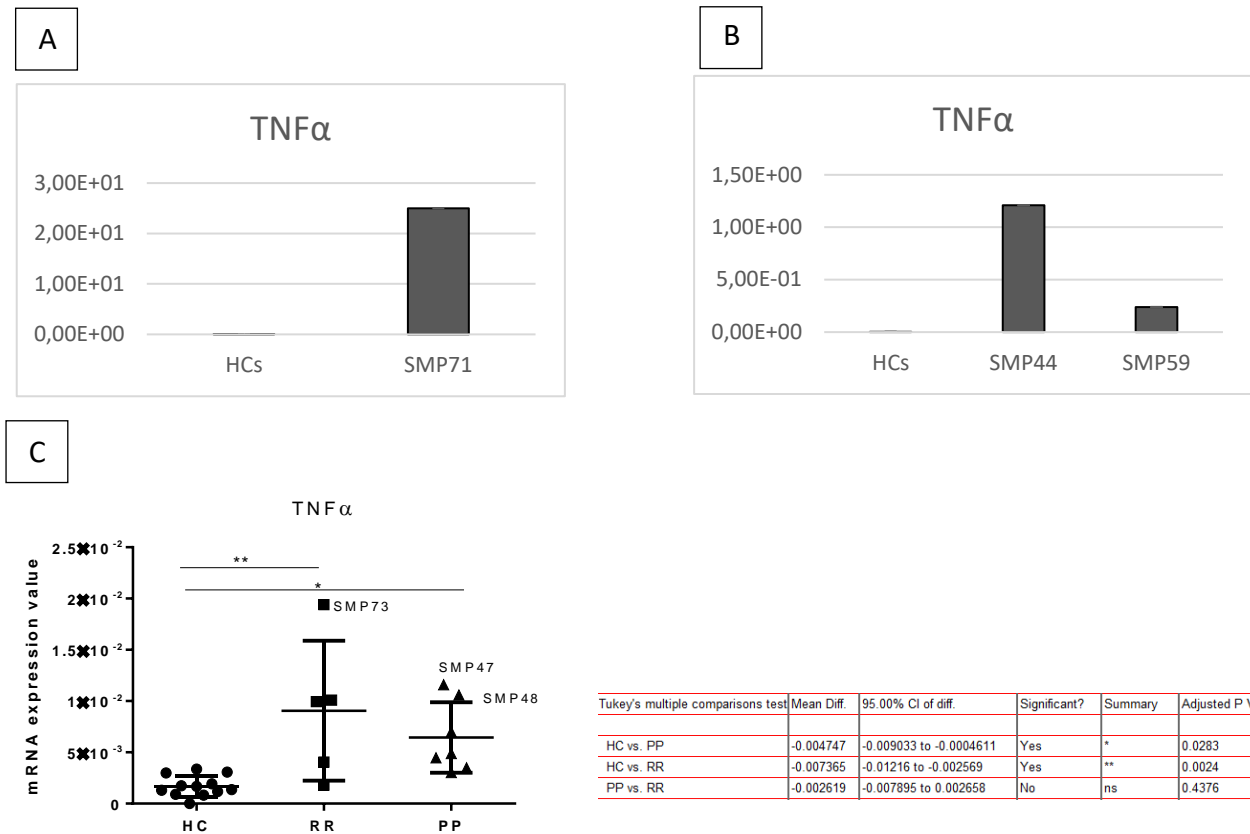 A
TNFα
3,00E+01
2,00E+01
1,00E+01
0,00E+00
HCs SMP71
B
TNFα
1,50E+00
1,00E+00
5,00E-01
0,00E+00
HCs SMP44 SMP59
C
TNFα
mRNA expression value
2.5✖10 -2
2✖10 -2
1.5✖10 -2
1✖10 -2
5✖10 -3
0
**
*
SMP73
SMP47
SMP48
HC RR PP
Tukey's multiple comparisons test Mean Diff. 95.00% CI of diff. Significant? Summary Adjusted P V
HC vs. PP -0.004747 -0.009033 to -0.0004611 Yes * 0.0283
HC vs. RR -0.007365 -0.01216 to -0.002569 Yes ** 0.0024
PP vs. RR -0.002619 -0.007895 to 0.002658 No ns 0.4376